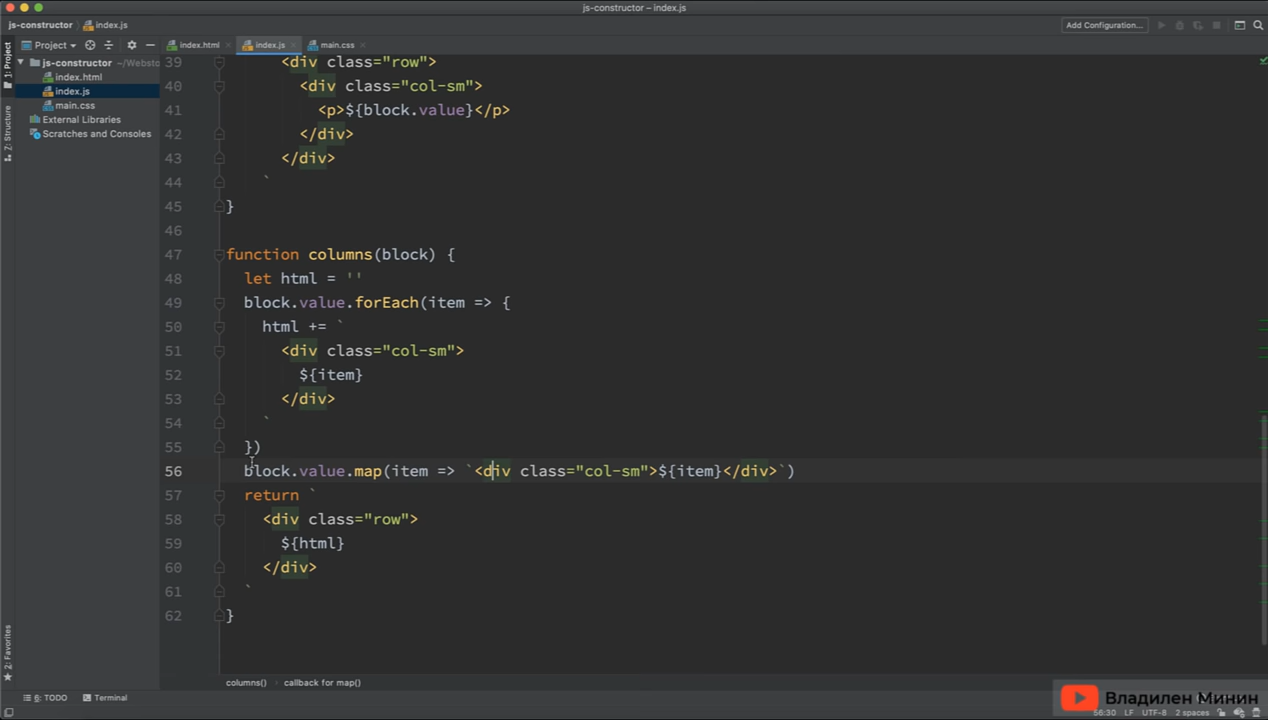 js-constructor – index.js
js-constructor index.js
Add Configuration...
Project
index.html index.js main.css
1: Project
js-constructor ~/Websto
index.html
index.js
main.css
External Libraries
Scratches and Consoles
Z: Structure
2: Favorites
39 <div class="row">
40 <div class="col-sm">
41 <p>${block.value}</p>
42 </div>
43 </div>
44 `
45 }
46
47 function columns(block) {
48 let html = ''
49 block.value.forEach(item => {
50 html += `
51 <div class="col-sm">
52 ${item}
53 </div>
54 `
55 })
56 block.value.map(item => `<div class="col-sm">${item}</div>`)
57 return `
58 <div class="row">
59 ${html}
60 </div>
61 `
62 }
columns() callback for map()
6: TODO Terminal
Владилен Минин
56:30 LF UTF-8 2 spaces